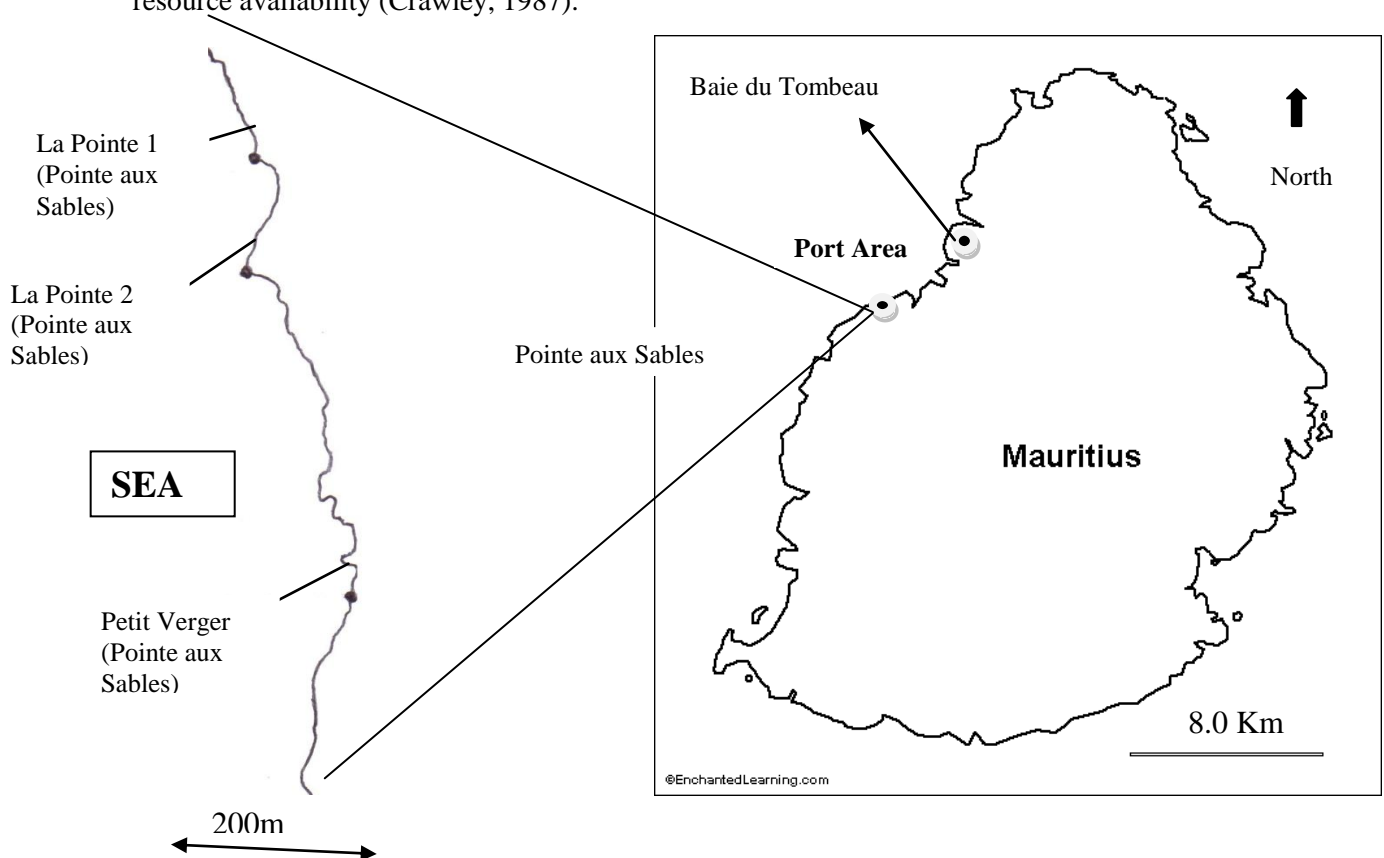 resource availability (Crawley, 1987).
La Pointe 1
(Pointe aux
Sables)
La Pointe 2
(Pointe aux
Sables)
SEA
Petit Verger
(Pointe aux
Sables)
200m
Baie du Tombeau
North
Port Area
Pointe aux Sables
Mauritius
8.0 Km
©EnchantedLearning.com